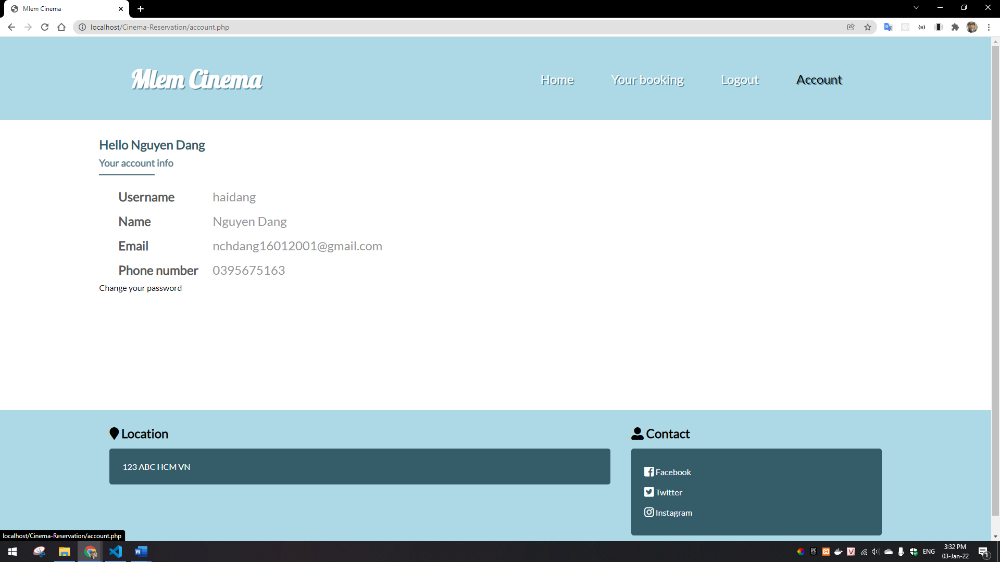 Mlem Cinema
localhost/Cinema-Reservation/account.php
Mlem Cinema
Home Your booking Logout Account
Hello Nguyen Dang
Your account info
Username haidang
Name Nguyen Dang
Email nchdang16012001@gmail.com
Phone number 0395675163
Change your password
Location
123 ABC HCM VN
Contact
Facebook
Twitter
Instagram
localhost/Cinema-Reservation/account.php
ENG
3:32 PM
03-Jan-22